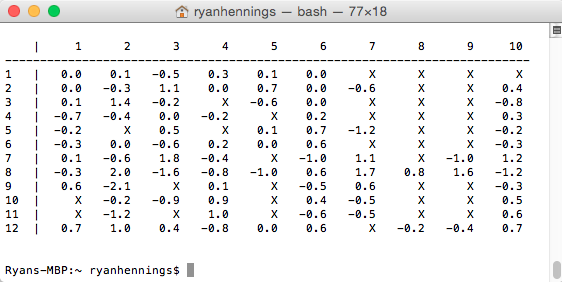 ryanhennings — bash — 77×18
| 1 2 3 4 5 6 7 8 9 10
--------------------------------------------------------------------------------
1 | 0.0 0.1 -0.5 0.3 0.1 0.0 X X X X
2 | 0.0 -0.3 1.1 0.0 0.7 0.0 -0.6 X X 0.4
3 | 0.1 1.4 -0.2 X -0.6 0.0 X X X -0.8
4 | -0.7 -0.4 0.0 -0.2 X 0.2 X X X 0.3
5 | -0.2 X 0.5 X 0.1 0.7 -1.2 X X -0.2
6 | -0.3 0.0 -0.6 0.2 0.0 0.6 X X X -0.3
7 | 0.1 -0.6 1.8 -0.4 X -1.0 1.1 X -1.0 1.2
8 | -0.3 2.0 -1.6 -0.8 -1.0 0.6 1.7 0.8 1.6 -1.2
9 | 0.6 -2.1 X 0.1 X -0.5 0.6 X X -0.3
10 | X -0.2 -0.9 0.9 X 0.4 -0.5 X X 0.5
11 | X -1.2 X 1.0 X -0.6 -0.5 X X 0.6
12 | 0.7 1.0 0.4 -0.8 0.0 0.6 X -0.2 -0.4 0.7
Ryans-MBP:~ ryanhennings$